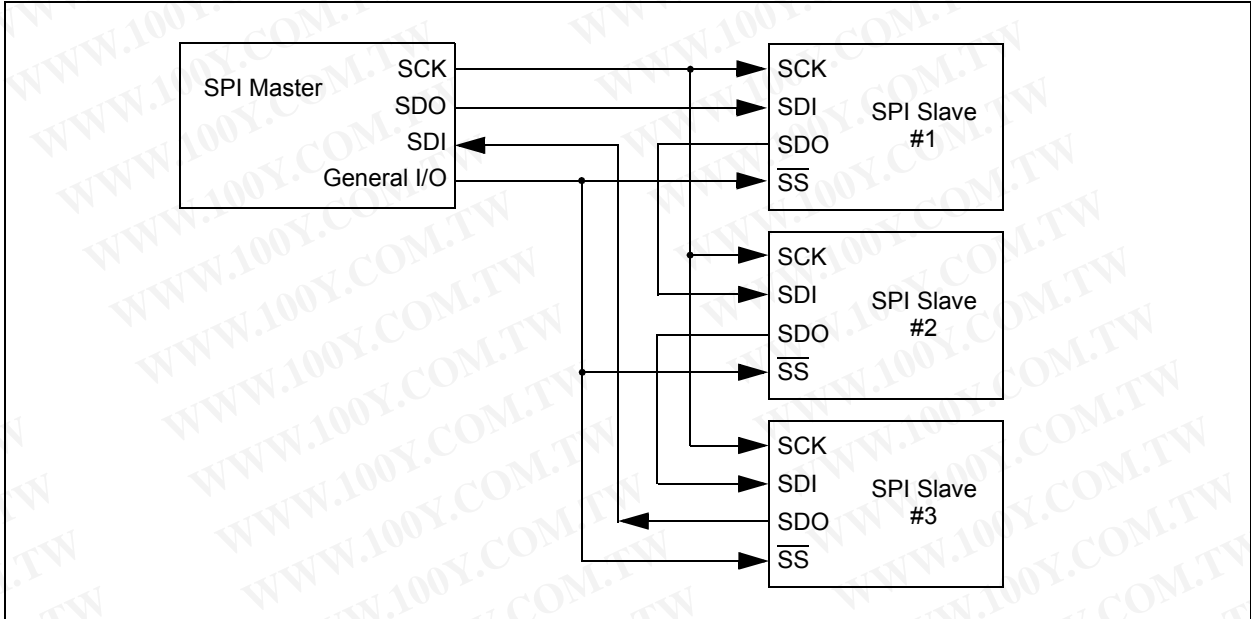 SPI Master
SCK
SDO
SDI
General I/O
SCK
SDI
SDO
SS
SPI Slave
#1
SCK
SDI
SDO
SS
SPI Slave
#2
SCK
SDI
SDO
SS
SPI Slave
#3
WWW.100Y.COM.TW